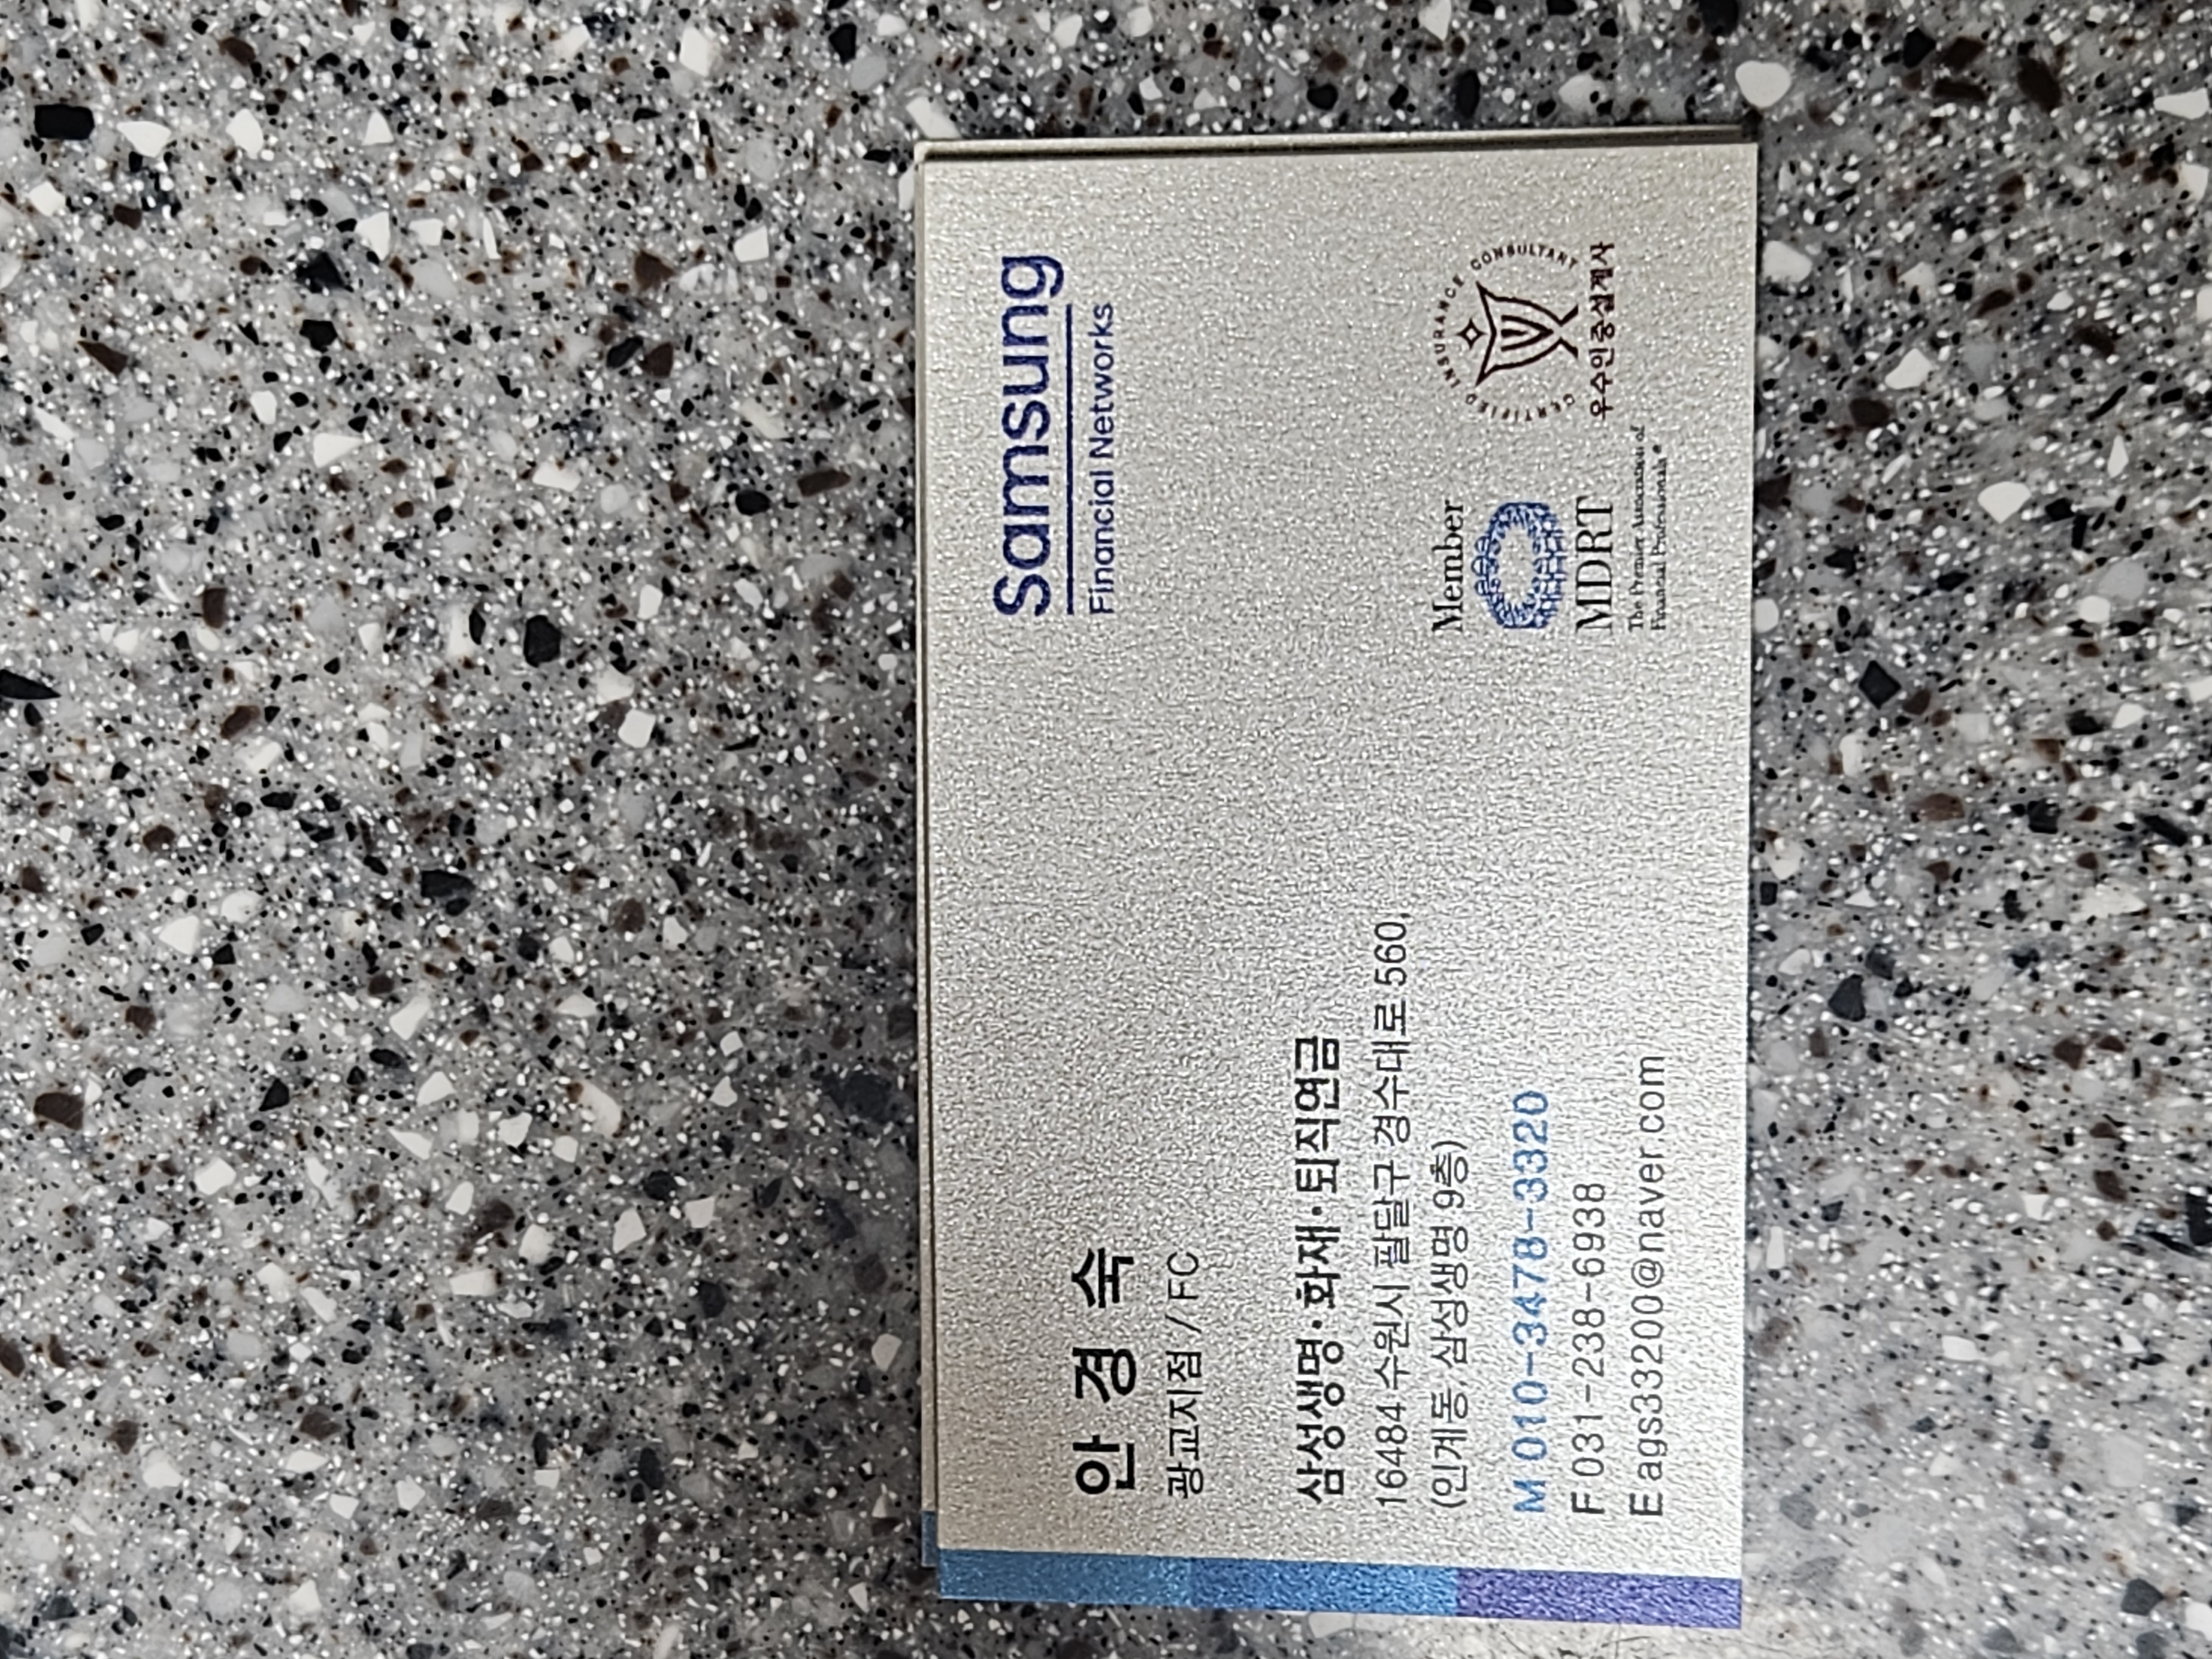 Samsung
Financial Networks
안경숙
광교지점 / FC
삼성생명·화재·퇴직연금
16484 수원시 팔달구 경수대로 560,
(인계동, 삼성생명 9층)
M 010-3478-3320
F 031-238-6938
E ags33200@naver.com
Member
MDRT
The Premier Association of
Financial Professionals®
CERTIFIED INSURANCE CONSULTANT
우수인증설계사